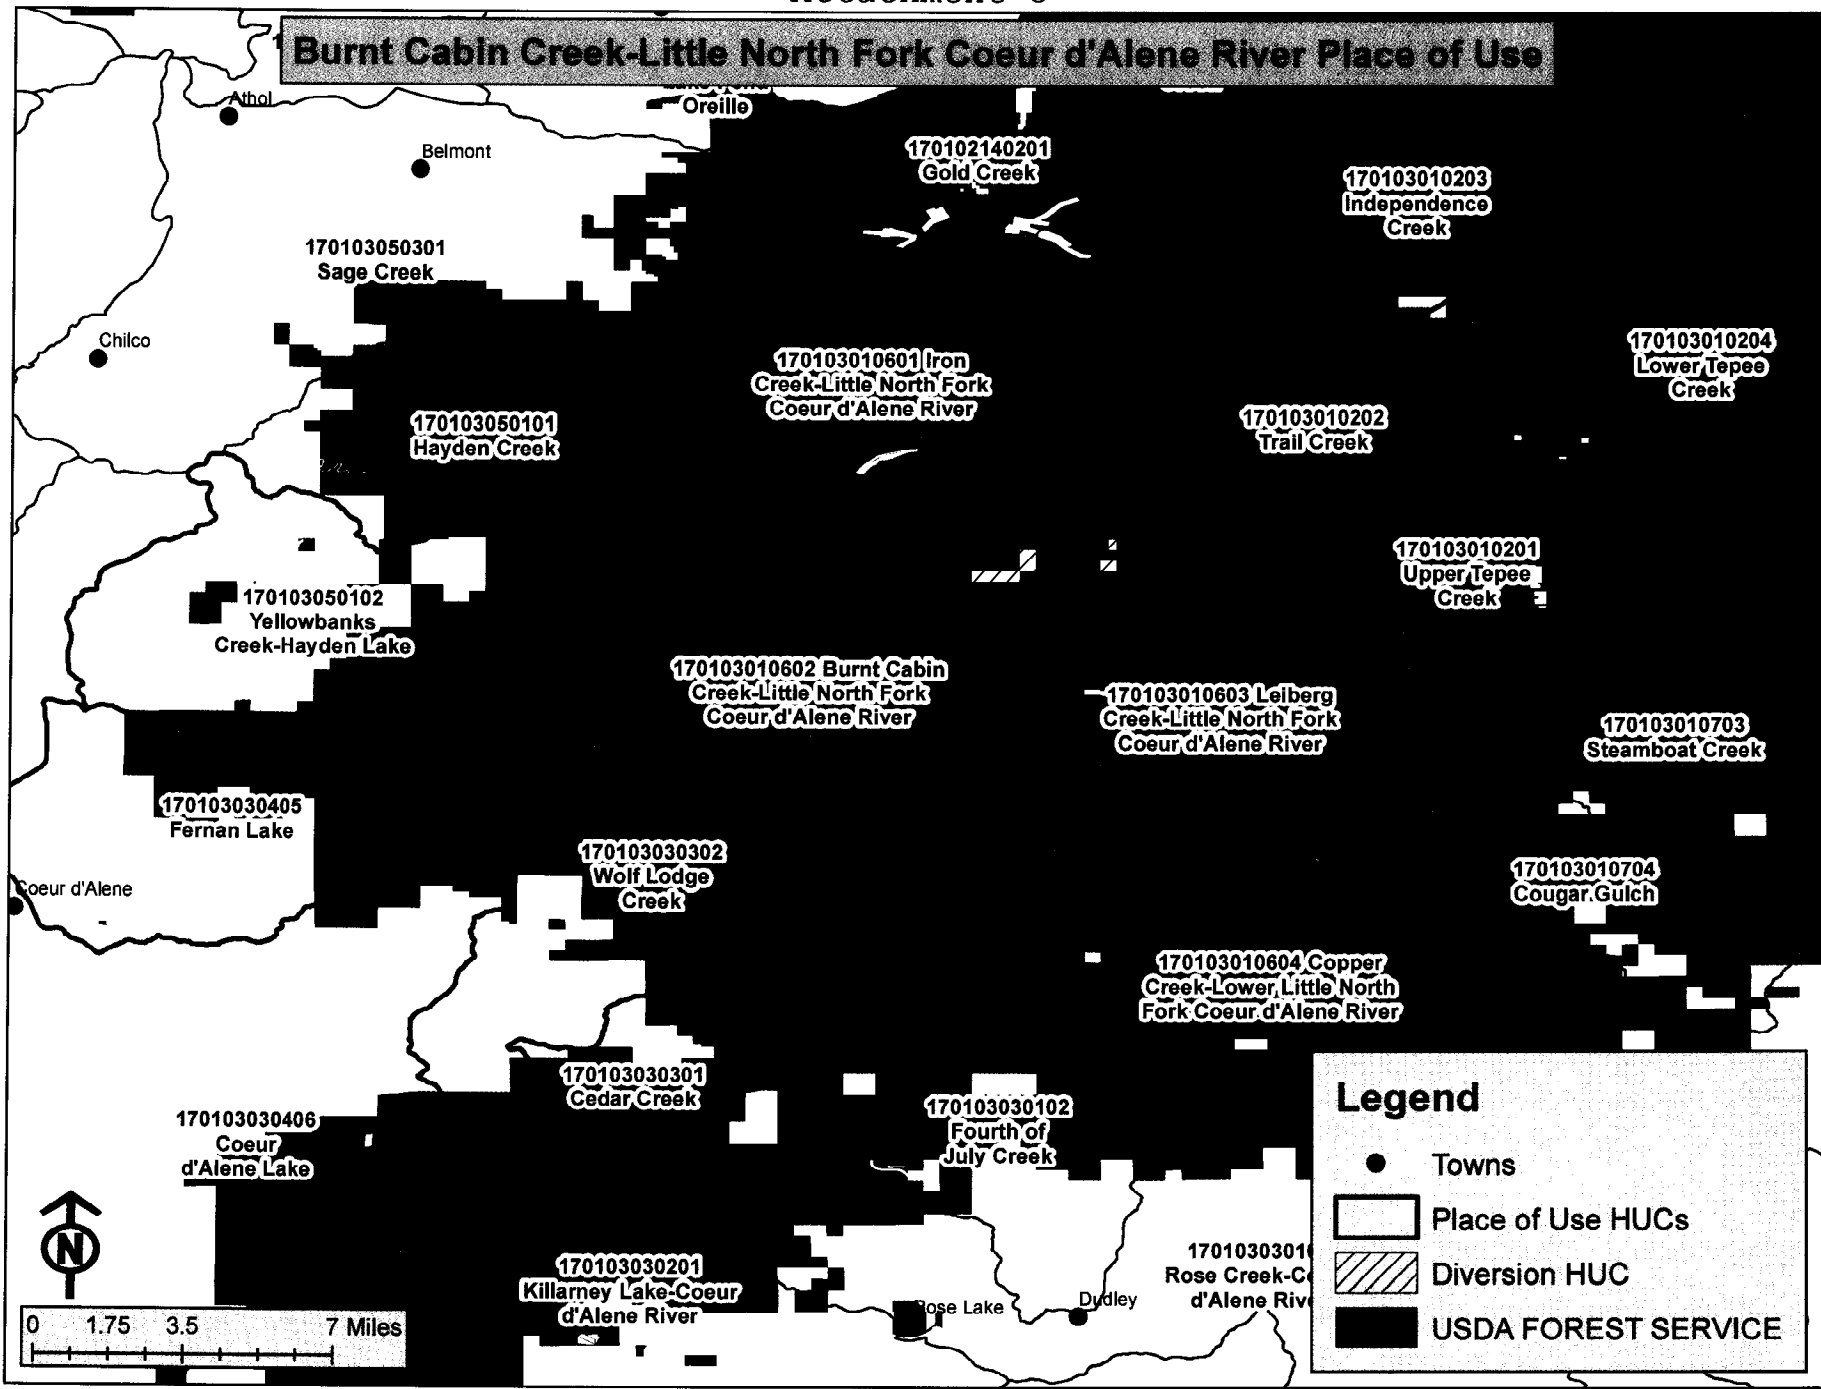 Burnt Cabin Creek-Little North Fork Coeur d'Alene River Place of Use
Athol
Oreille
Belmont
170102140201
Gold Creek
170103010203
Independence
Creek
170103050301
Sage Creek
Chilco
170103010204
Lower Tepee
Creek
170103010601 Iron
Creek-Little North Fork
Coeur d'Alene River
170103050101
Hayden Creek
170103010202
Trail Creek
170103010201
Upper Tepee
Creek
170103050102
Yellowbanks
Creek-Hayden Lake
170103010602 Burnt Cabin
Creek-Little North Fork
Coeur d'Alene River
170103010603 Leiberg
Creek-Little North Fork
Coeur d'Alene River
170103010703
Steamboat Creek
170103030405
Fernan Lake
170103030302
Wolf Lodge
Creek
170103010704
Cougar Gulch
Coeur d'Alene
170103010604 Copper
Creek-Lower Little North
Fork Coeur d'Alene River
170103030301
Cedar Creek
170103030102
Fourth of
July Creek
170103030406
Coeur
d'Alene Lake
170103030201
Killarney Lake-Coeur
d'Alene River
Rose Lake
Dudley
17010303010
Rose Creek-Co
d'Alene Rive
N
0 1.75 3.5 7 Miles
Legend
Towns
Place of Use HUCs
Diversion HUC
USDA FOREST SERVICE